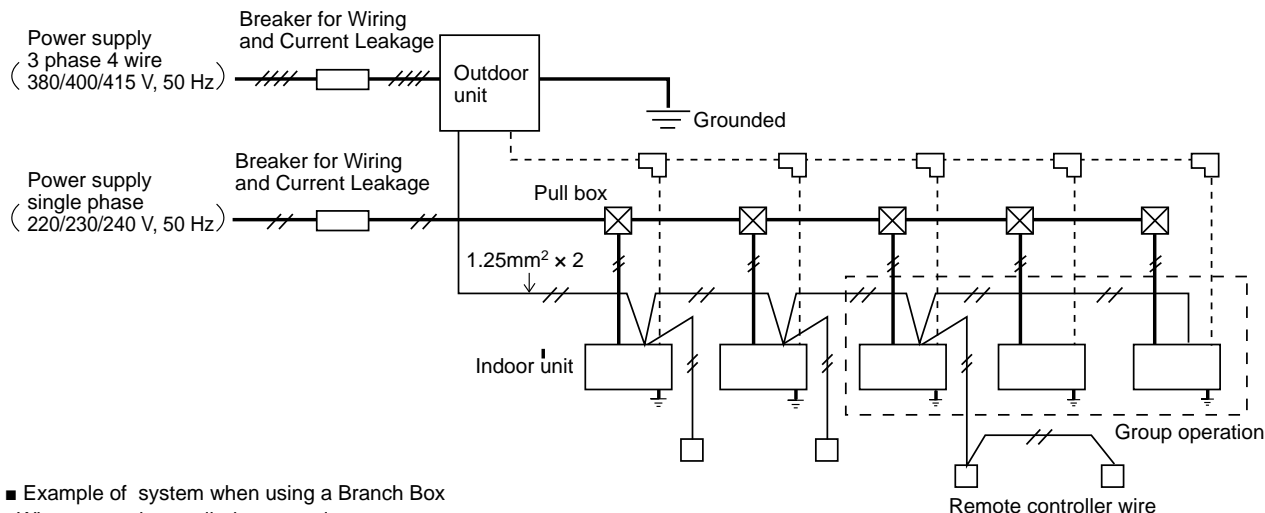 Breaker for Wiring
and Current Leakage
Power supply
3 phase 4 wire
( 380/400/415 V, 50 Hz )
Outdoor
unit
Grounded
Breaker for Wiring
and Current Leakage
Power supply
single phase
( 220/230/240 V, 50 Hz )
Pull box
1.25mm² × 2
Indoor unit
Group operation
Remote controller wire
■ Example of system when using a Branch Box